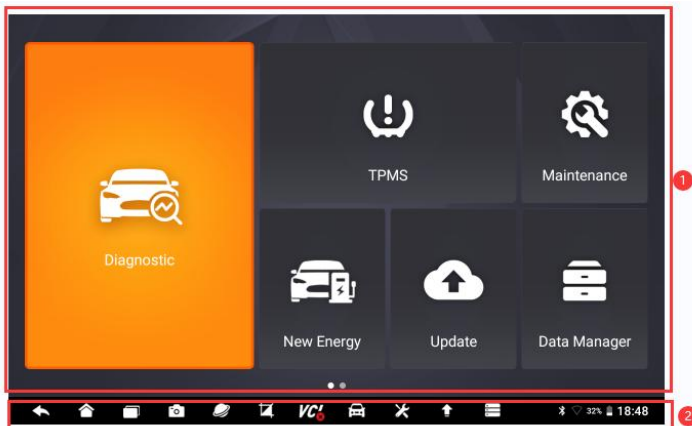 TPMS
Maintenance
1
Diagnostic
New Energy
Update
Data Manager
VCI
32%
18:48
2